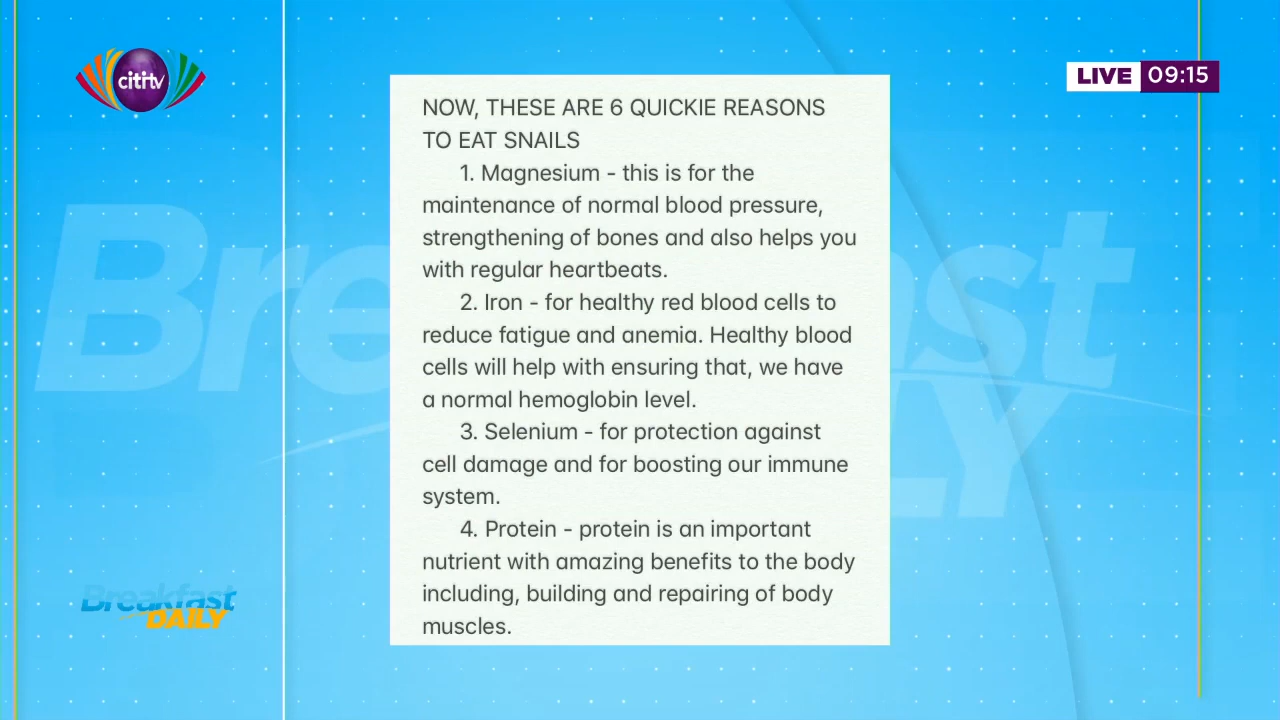 citi tv
LIVE 09:15
NOW, THESE ARE 6 QUICKIE REASONS
TO EAT SNAILS
1. Magnesium - this is for the
maintenance of normal blood pressure,
strengthening of bones and also helps you
with regular heartbeats.
2. Iron - for healthy red blood cells to
reduce fatigue and anemia. Healthy blood
cells will help with ensuring that, we have
a normal hemoglobin level.
3. Selenium - for protection against
cell damage and for boosting our immune
system.
4. Protein - protein is an important
nutrient with amazing benefits to the body
including, building and repairing of body
muscles.
Breakfast
DAILY